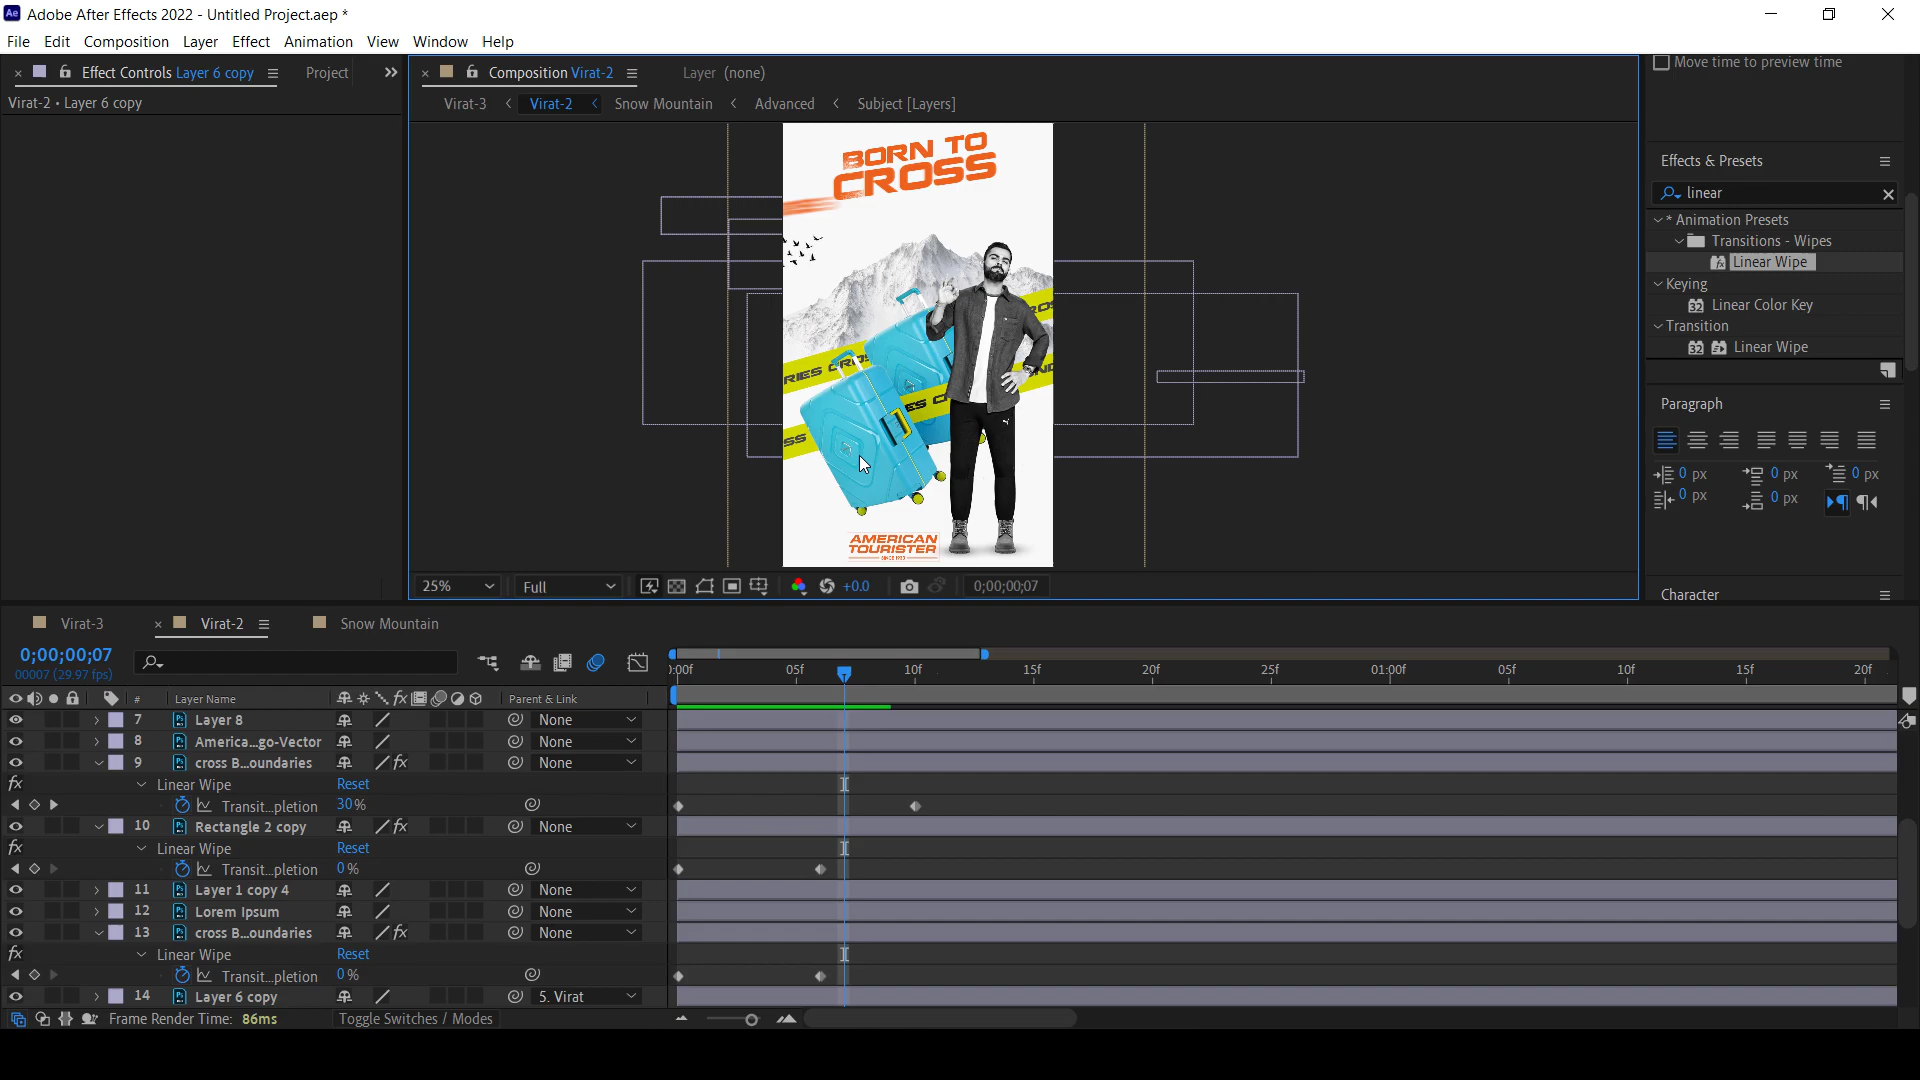 Adobe After Effects 2022 - Untitled Project.aep *
File Edit Composition Layer Effect Animation View Window Help
Effect Controls Layer 6 copy
Project
Virat-2 • Layer 6 copy
Composition Virat-2
Layer (none)
Virat-3 < Virat-2 < Snow Mountain < Advanced < Subject [Layers]
BORN TO
CROSS
RIES CROS
ES C
SS
AMERICAN
TOURISTER
SINCE 1933
25%
Full
+0.0
0;00;00;07
Move time to preview time
Effects & Presets
linear
* Animation Presets
Transitions - Wipes
Linear Wipe
Keying
Linear Color Key
Transition
Linear Wipe
Paragraph
0 px 0 px 0 px
0 px 0 px
Character
Virat-3
Virat-2
Snow Mountain
0;00;00;07
00007 (29.97 fps)
# Layer Name
Parent & Link
):00f 05f 10f 15f 20f 25f 01:00f 05f 10f 15f 20f
7 Layer 8 None
8 America...go-Vector None
9 cross B...oundaries None
Linear Wipe Reset
Transit...pletion 30%
10 Rectangle 2 copy None
Linear Wipe Reset
Transit...pletion 0%
11 Layer 1 copy 4 None
12 Lorem Ipsum None
13 cross B...oundaries None
Linear Wipe Reset
Transit...pletion 0%
14 Layer 6 copy 5. Virat
Frame Render Time: 86ms
Toggle Switches / Modes